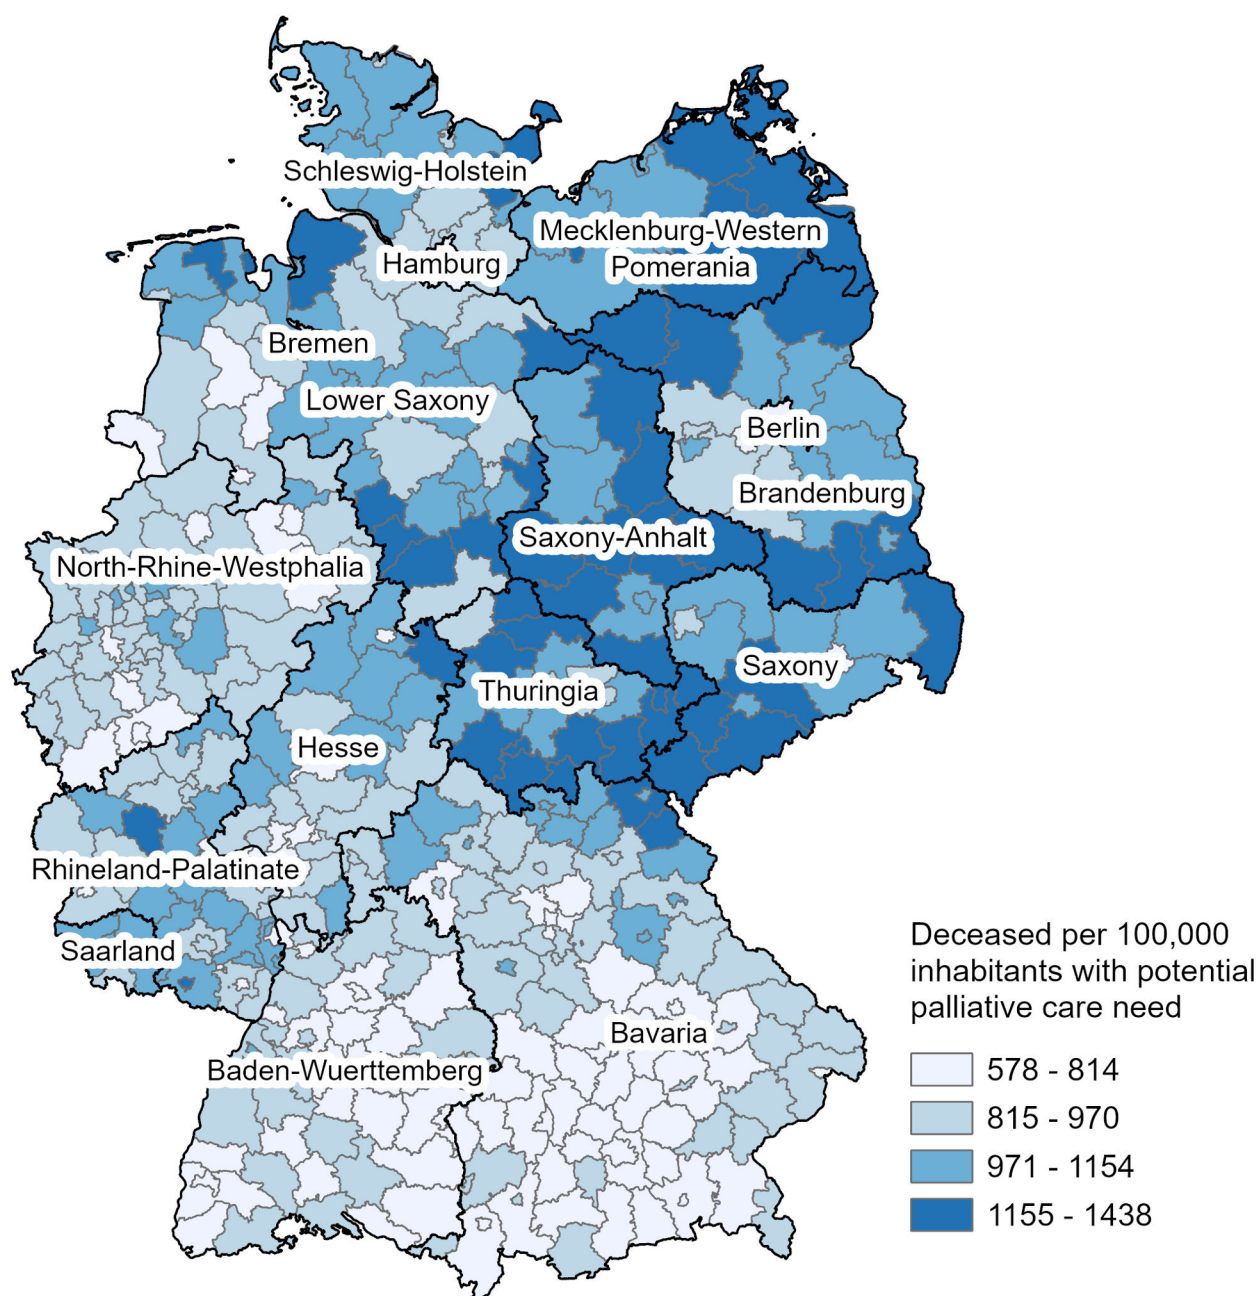 Schleswig-Holstein
Mecklenburg-Western
Pomerania
Hamburg
Bremen
Lower Saxony
Berlin
Brandenburg
Saxony-Anhalt
North-Rhine-Westphalia
Saxony
Thuringia
Hesse
Rhineland-Palatinate
Saarland
Bavaria
Baden-Wuerttemberg
Deceased per 100,000
inhabitants with potential
palliative care need
578 - 814
815 - 970
971 - 1154
1155 - 1438